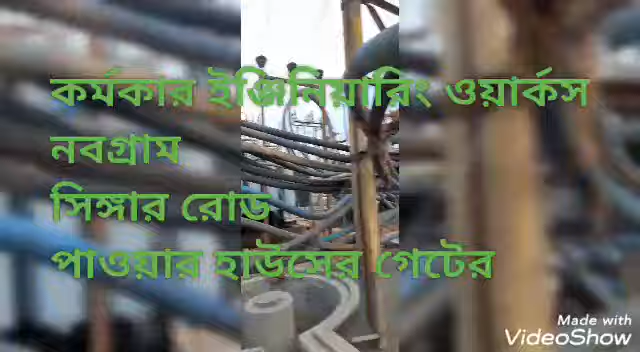 কর্মকার ইঞ্জিনিয়ারিং ওয়ার্কস
নবগ্রাম
সিঙ্গার রোড
পাওয়ার হাউসের গেটের
Made with
VideoShow